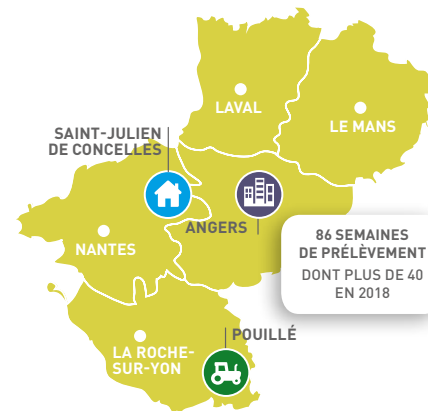 LAVAL
LE MANS
SAINT-JULIEN
DE CONCELLES
ANGERS
NANTES
86 SEMAINES
DE PRÉLÈVEMENT
DONT PLUS DE 40
EN 2018
POUILLÉ
LA ROCHE-
SUR-YON